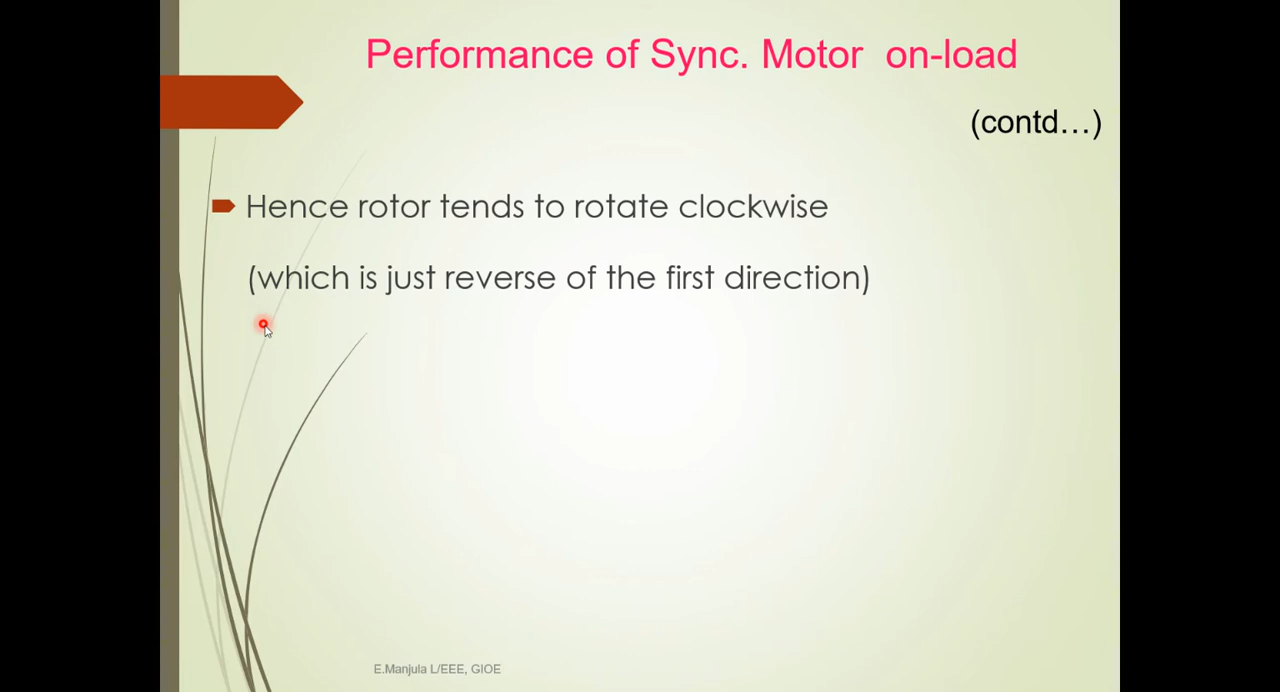 Performance of Sync. Motor on-load
(contd...)
Hence rotor tends to rotate clockwise
(which is just reverse of the first direction)
E.Manjula L/EEE, GIOE